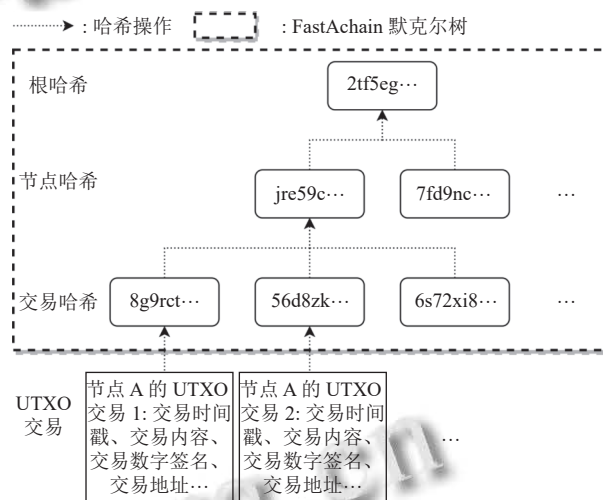 : 哈希操作 : FastAchain 默克尔树
根哈希 2tf5eg···
节点哈希 jre59c··· 7fd9nc··· ···
交易哈希 8g9rct··· 56d8zk··· 6s72xi8··· ···
UTXO
交易
节点 A 的 UTXO
交易 1: 交易时间
戳、交易内容、
交易数字签名、
交易地址···
节点 A 的 UTXO
交易 2: 交易时间
戳、交易内容、
交易数字签名、
交易地址···
···